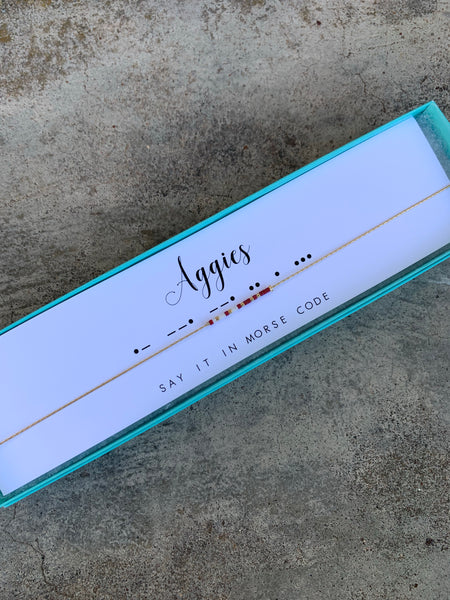 Aggies
•– ––• ––• •• • •••
SAY IT IN MORSE CODE